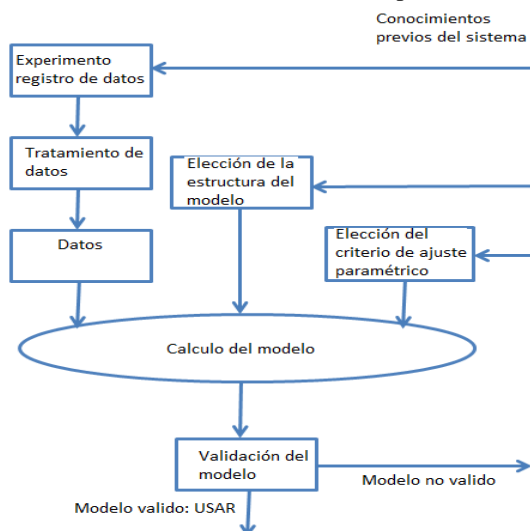 Conocimientos
previos del sistema
Experimento
registro de datos
Tratamiento de
datos
Elección de la
estructura del
modelo
Datos
Elección del
criterio de ajuste
paramétrico
Calculo del modelo
Validación del
modelo
Modelo no valido
Modelo valido: USAR